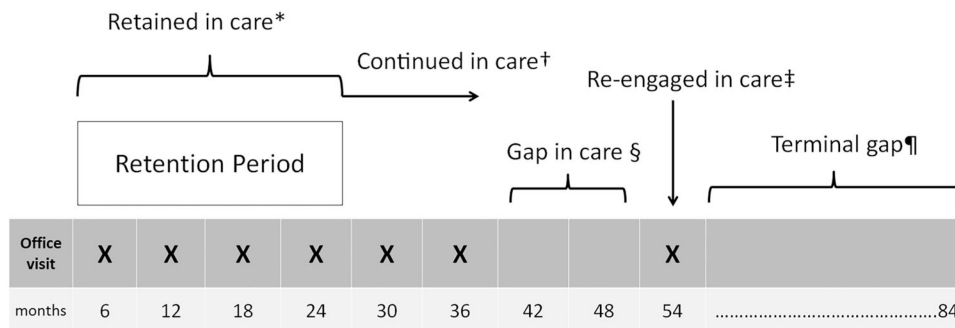 Retained in care*
Continued in care†
Re-engaged in care‡
Retention Period
Gap in care §
Terminal gap¶
Office visit X X X X X X X
months 6 12 18 24 30 36 42 48 54 ............................................84